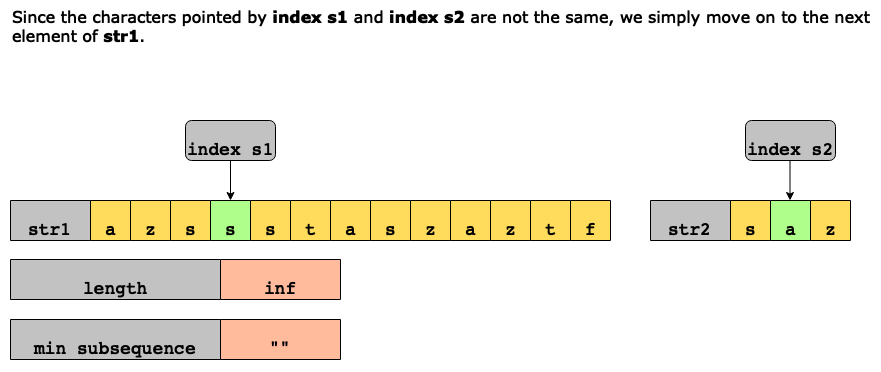 Since the characters pointed by index s1 and index s2 are not the same, we simply move on to the next
element of str1.
index s1 index s2
str1 a z s s s t a s z a z t f str2 s a z
length inf
min subsequence ""